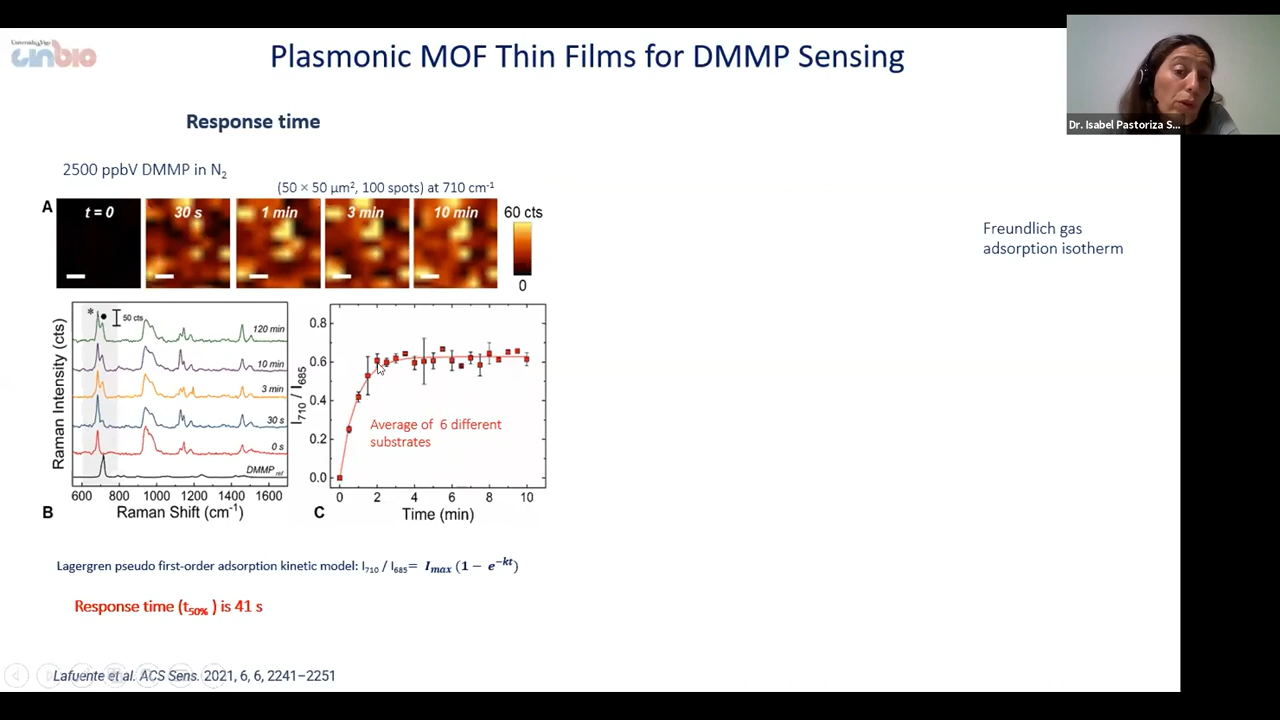 Universida de Vigo
cinbio
Plasmonic MOF Thin Films for DMMP Sensing
Dr. Isabel Pastoriza S...
Response time
2500 ppbV DMMP in N₂
(50 × 50 μm², 100 spots) at 710 cm⁻¹
A
t = 0
30 s
1 min
3 min
10 min
60 cts
0
Freundlich gas
adsorption isotherm
Raman Intensity (cts)
* ●
50 cts
120 min
10 min
3 min
30 s
0 s
DMMP ref
600 800 1000 1200 1400 1600
B
Raman Shift (cm⁻¹)
I₇₁₀ / I₆₈₅
0.8
0.6
0.4
0.2
0.0
Average of 6 different
substrates
0 2 4 6 8 10
C
Time (min)
Lagergren pseudo first-order adsorption kinetic model: I₇₁₀ / I₆₈₅= Imax (1 − e⁻ᵏᵗ)
Response time (t₅₀% ) is 41 s
Lafuente et al. ACS Sens. 2021, 6, 6, 2241–2251